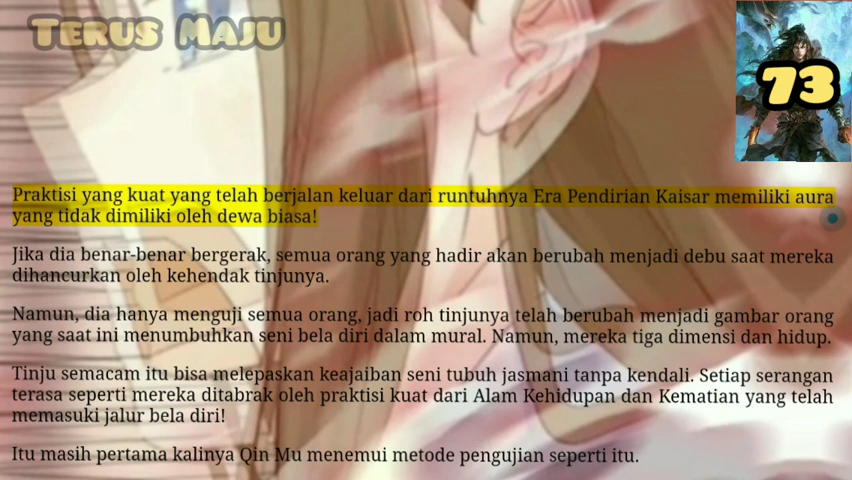 TERUS MAJU
73
Praktisi yang kuat yang telah berjalan keluar dari runtuhnya Era Pendirian Kaisar memiliki aura
yang tidak dimiliki oleh dewa biasa!
Jika dia benar-benar bergerak, semua orang yang hadir akan berubah menjadi debu saat mereka
dihancurkan oleh kehendak tinjunya.
Namun, dia hanya menguji semua orang, jadi roh tinjunya telah berubah menjadi gambar orang
yang saat ini menumbuhkan seni bela diri dalam mural. Namun, mereka tiga dimensi dan hidup.
Tinju semacam itu bisa melepaskan keajaiban seni tubuh jasmani tanpa kendali. Setiap serangan
terasa seperti mereka ditabrak oleh praktisi kuat dari Alam Kehidupan dan Kematian yang telah
memasuki jalur bela diri!
Itu masih pertama kalinya Qin Mu menemui metode pengujian seperti itu.